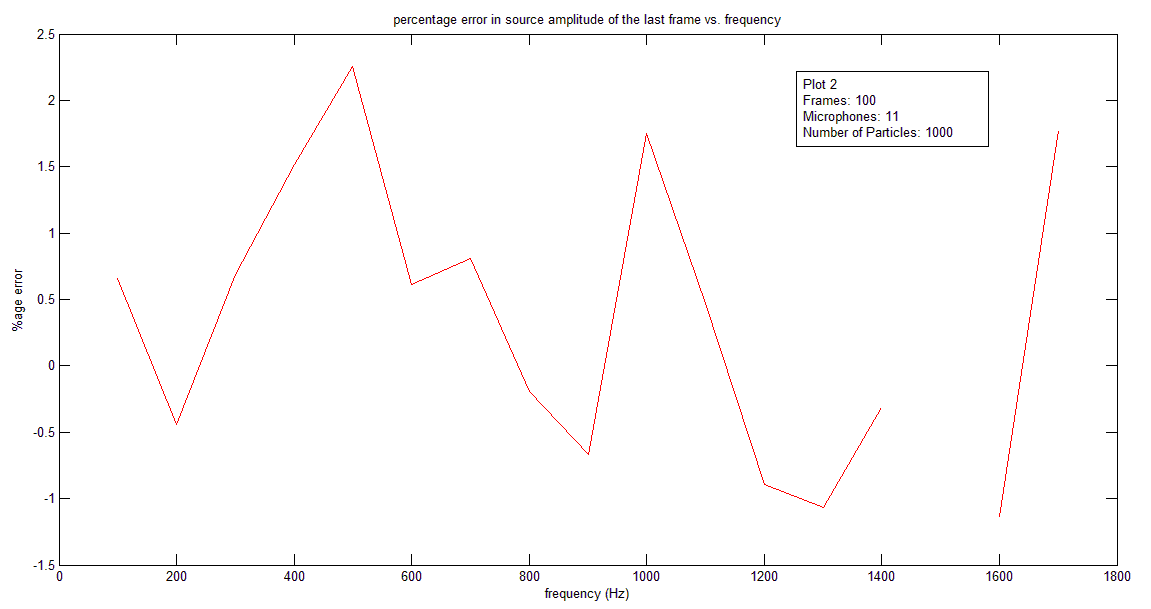 percentage error in source amplitude of the last frame vs. frequency
2.5
2
1.5
1
0.5
0
-0.5
-1
-1.5
%age error
Plot 2
Frames: 100
Microphones: 11
Number of Particles: 1000
0 200 400 600 800 1000 1200 1400 1600 1800
frequency (Hz)